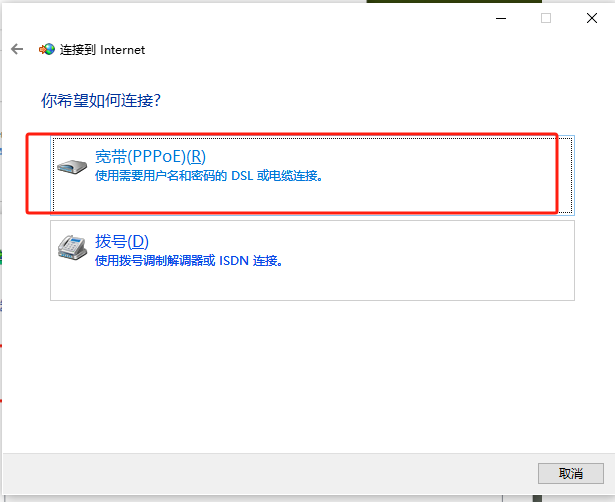 连接到 Internet
你希望如何连接?
宽带(PPPoE)(R)
使用需要用户名和密码的 DSL 或电缆连接。
拨号(D)
使用拨号调制解调器或 ISDN 连接。
取消